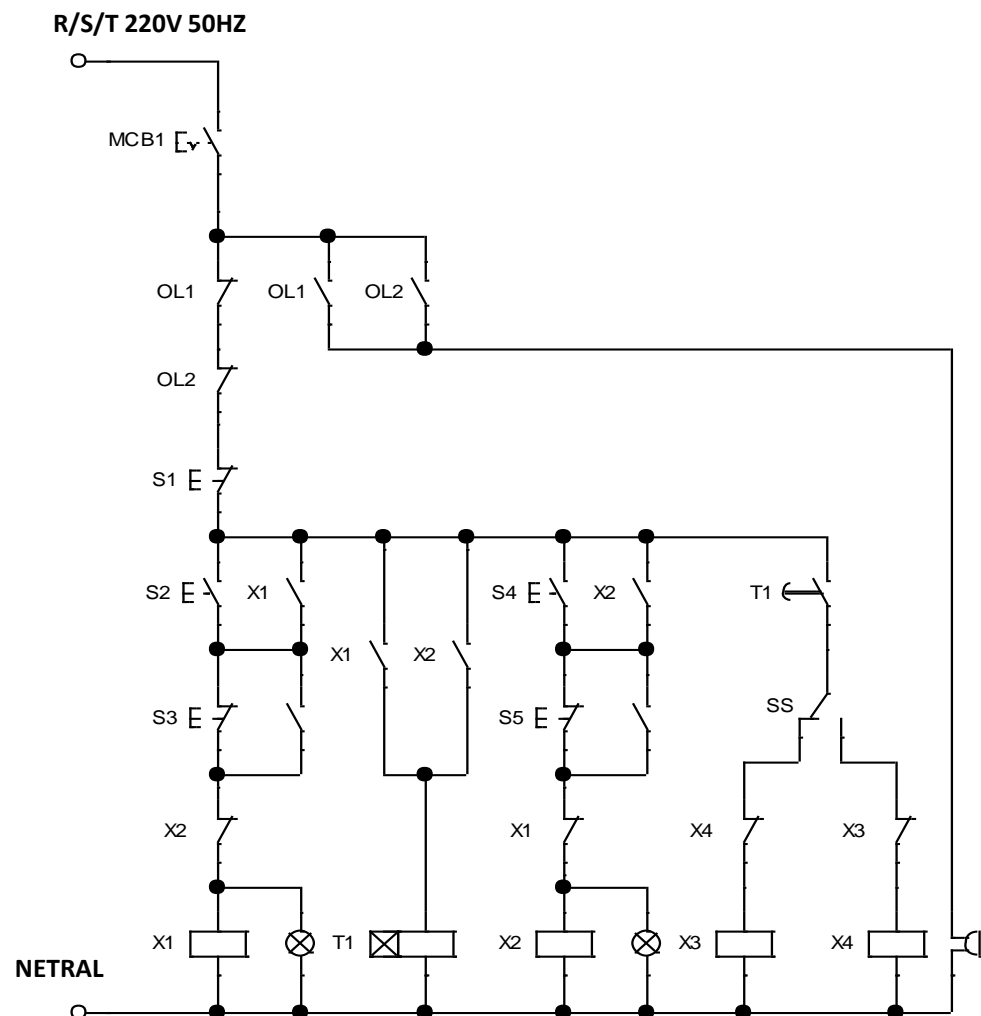 R/S/T 220V 50HZ
MCB1
OL1 OL1 OL2
OL2
S1
S2 X1 S4 X2 T1
X1 X2
S3 S5 SS
X2 X1 X4 X3
X1 T1 X2 X3 X4
NETRAL